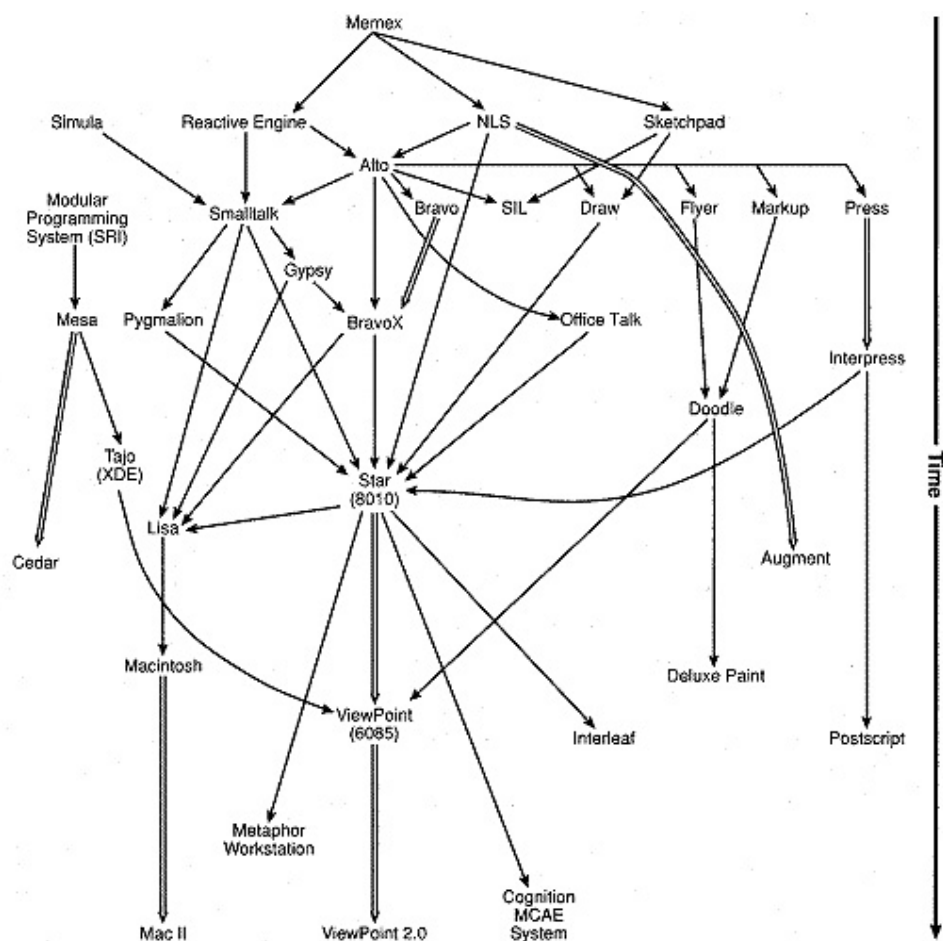 Memex
Simula
Reactive Engine
NLS
Sketchpad
Alto
Modular
Programming
System (SRI)
Smalltalk
Bravo
SIL
Draw
Flyer
Markup
Press
Gypsy
Mesa
Pygmalion
BravoX
Office Talk
Interpress
Doodle
Tajo
(XDE)
Star
(8010)
Time
Lisa
Cedar
Augment
Macintosh
Deluxe Paint
ViewPoint
(6085)
Interleaf
Postscript
Metaphor
Workstation
Cognition
MCAE
System
Mac II
ViewPoint 2.0